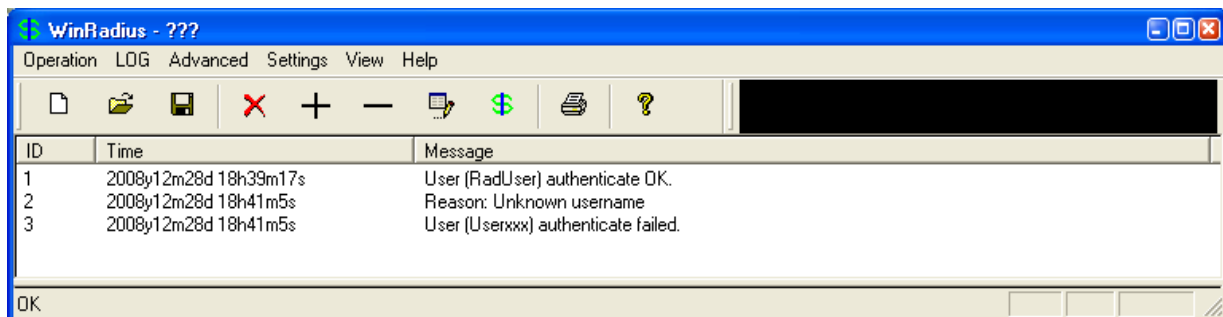 WinRadius - ???
Operation LOG Advanced Settings View Help
ID Time Message
1 2008y12m28d 18h39m17s User (RadUser) authenticate OK.
2 2008y12m28d 18h41m5s Reason: Unknown username
3 2008y12m28d 18h41m5s User (Userxxx) authenticate failed.
OK